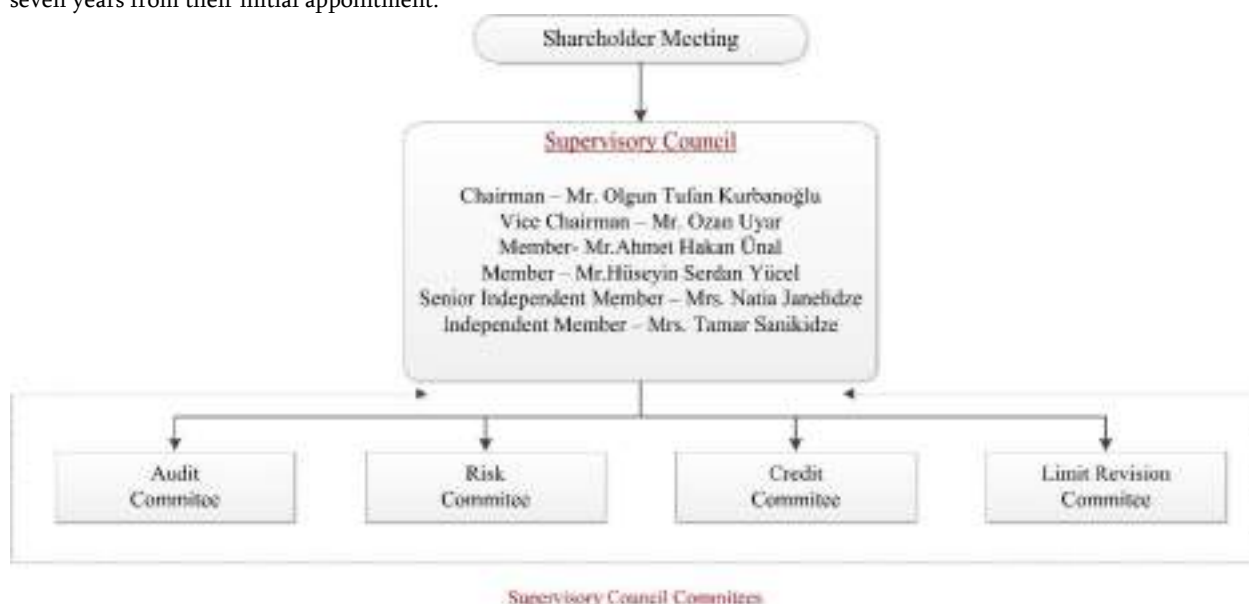 seven years from their initial appointment.
Shareholder Meeting
Supervisory Council
Chairman – Mr. Olgun Tufan Kurbanoğlu
Vice Chairman – Mr. Ozan Uyar
Member- Mr.Ahmet Hakan Ünal
Member – Mr.Hüseyin Serdan Yücel
Senior Independent Member – Mrs. Natia Janelidze
Independent Member – Mrs. Tamar Sanikidze
Audit
Commitee
Risk
Commitee
Credit
Commitee
Limit Revision
Commitee
Supervisory Council Commitees